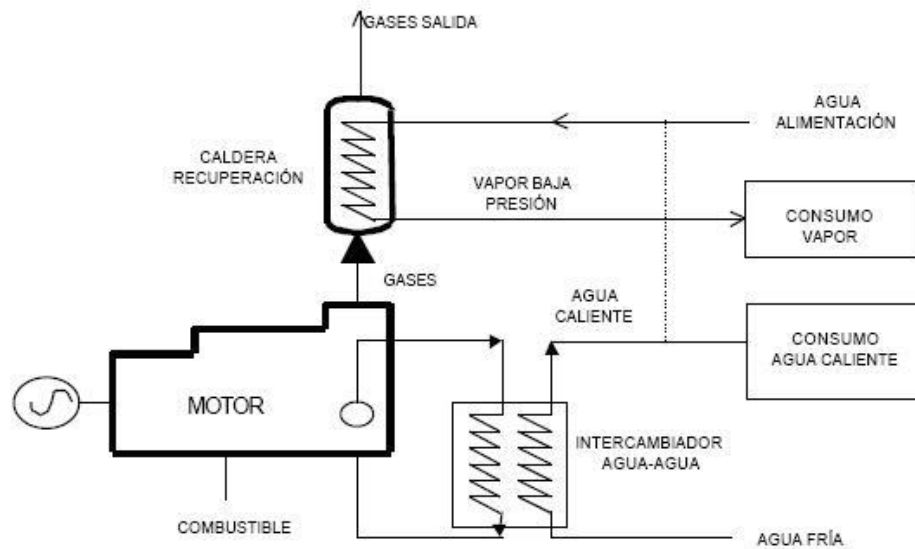 GASES SALIDA
AGUA
ALIMENTACIÓN
CALDERA
RECUPERACIÓN
VAPOR BAJA
PRESIÓN
CONSUMO
VAPOR
GASES
AGUA
CALIENTE
CONSUMO
AGUA CALIENTE
MOTOR
INTERCAMBIADOR
AGUA-AGUA
COMBUSTIBLE
AGUA FRÍA